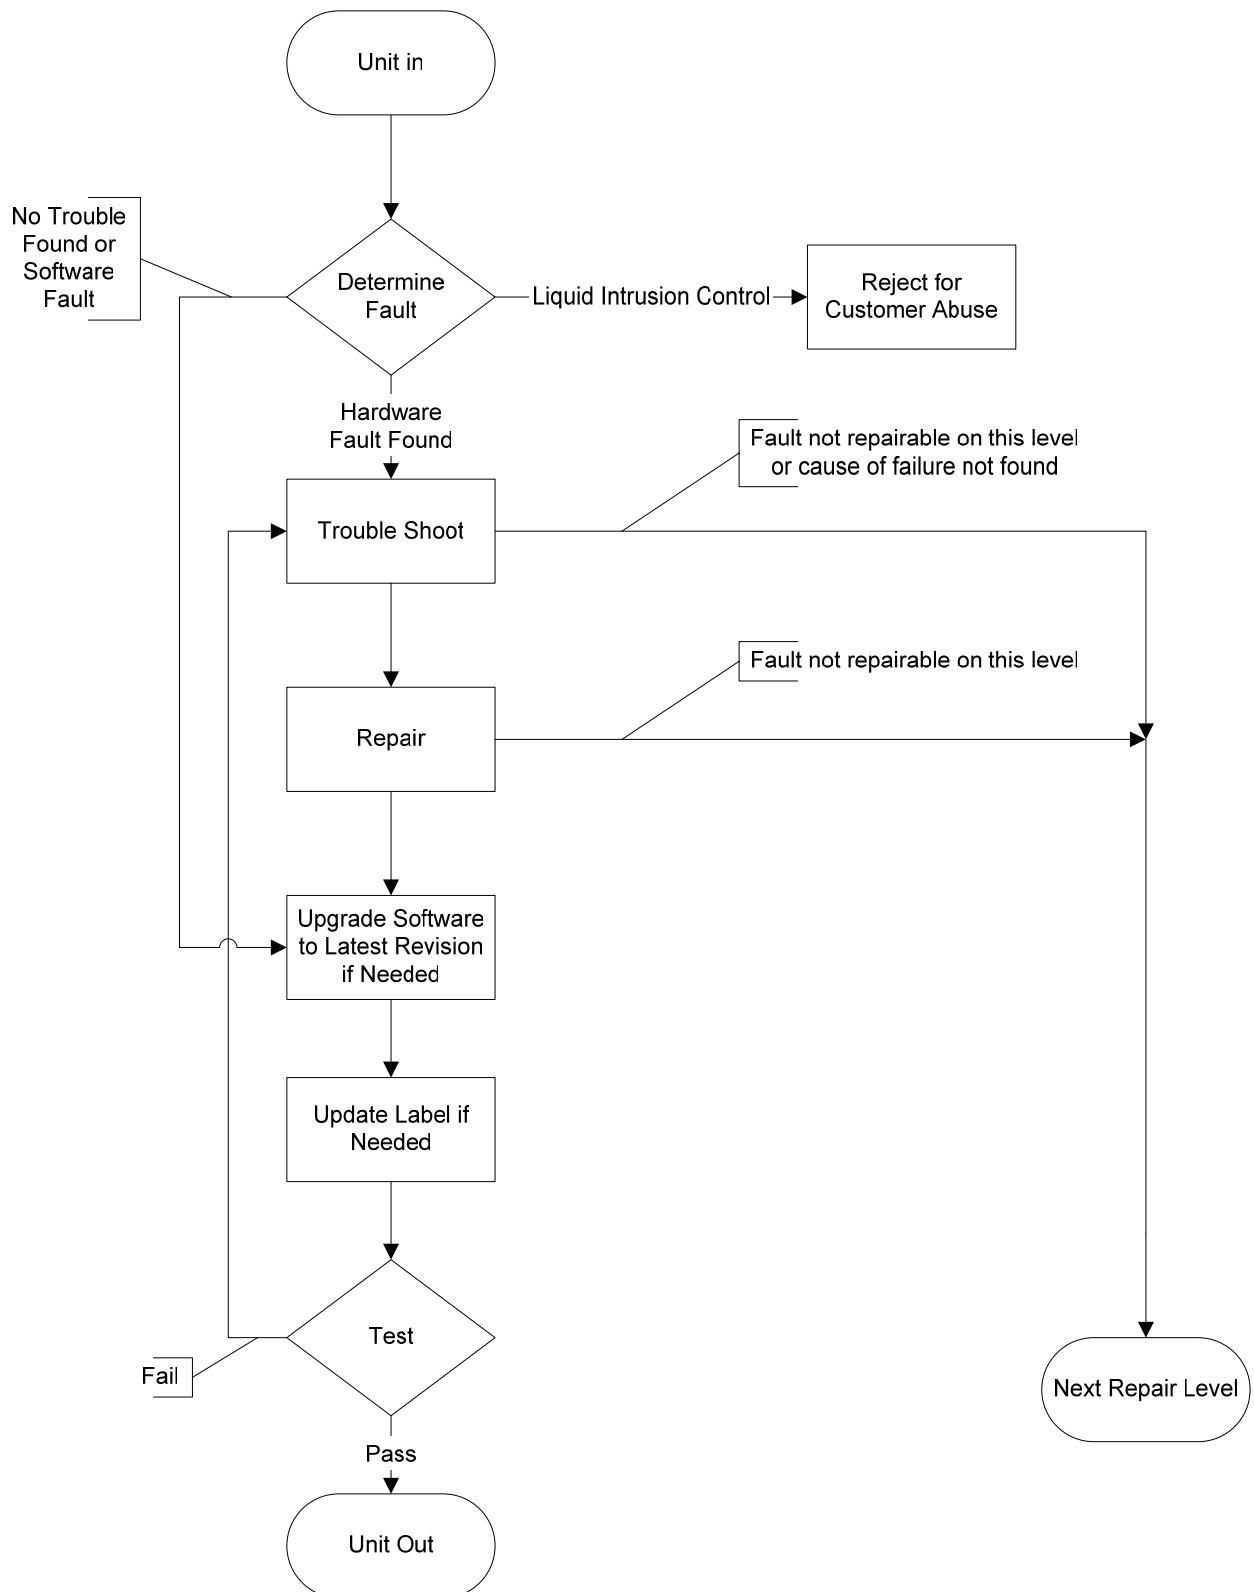 Unit in
No Trouble
Found or
Software
Fault
Determine
Fault
Liquid Intrusion Control
Reject for
Customer Abuse
Hardware
Fault Found
Fault not repairable on this level
or cause of failure not found
Trouble Shoot
Fault not repairable on this level
Repair
Upgrade Software
to Latest Revision
if Needed
Update Label if
Needed
Test
Fail
Next Repair Level
Pass
Unit Out